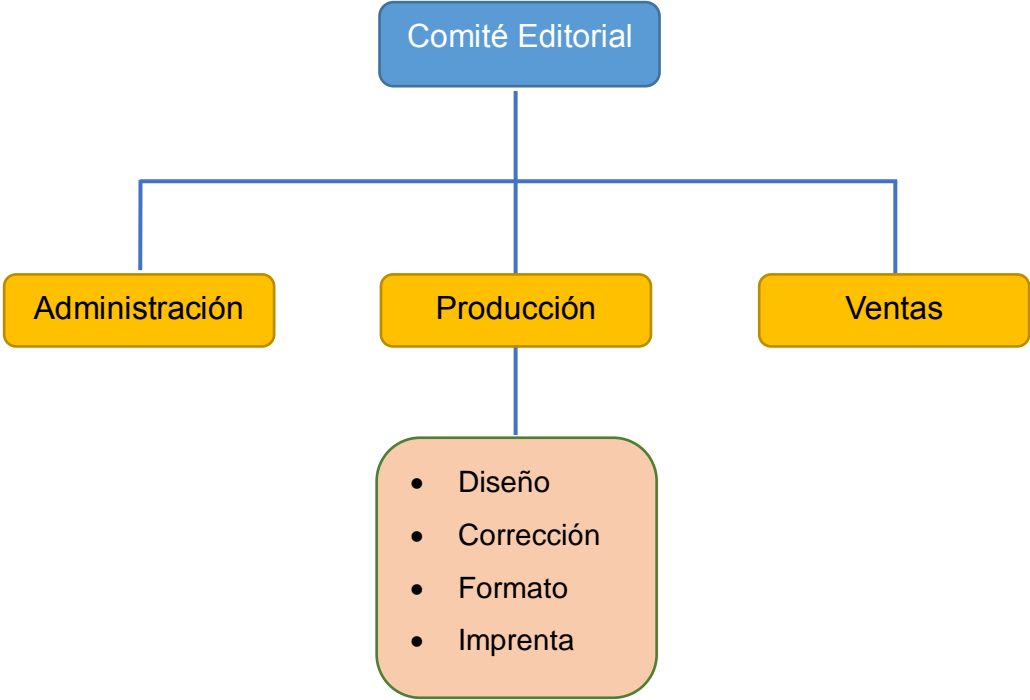 Comité Editorial
Administración
Producción
Ventas
• Diseño
• Corrección
• Formato
• Imprenta